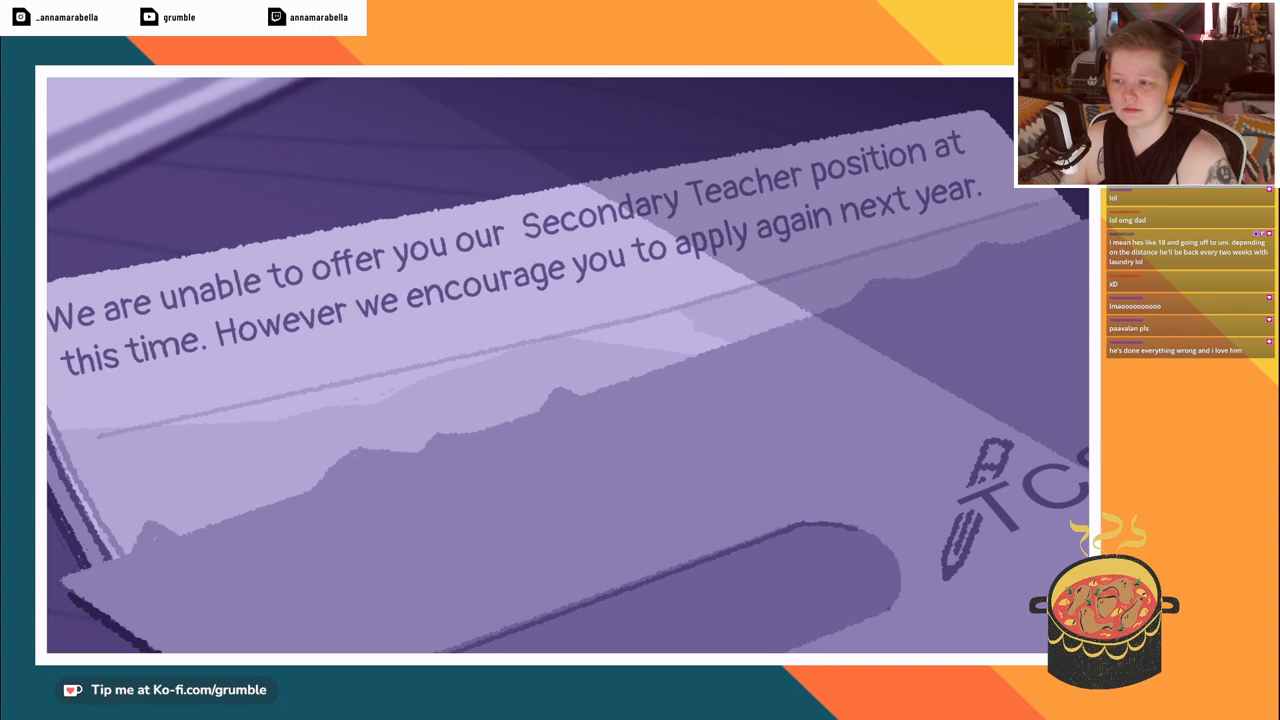 _annamarabella
grumble
annamarabella
We are unable to offer you our Secondary Teacher position at
this time. However we encourage you to apply again next year.
TCS
lol
lol omg dad
i mean hes like 18 and going off to uni. depending
on the distance he'll be back every two weeks with
laundry lol
xD
lmaoooooooooo
paavalan pls
he's done everything wrong and i love him
Tip me at Ko-fi.com/grumble